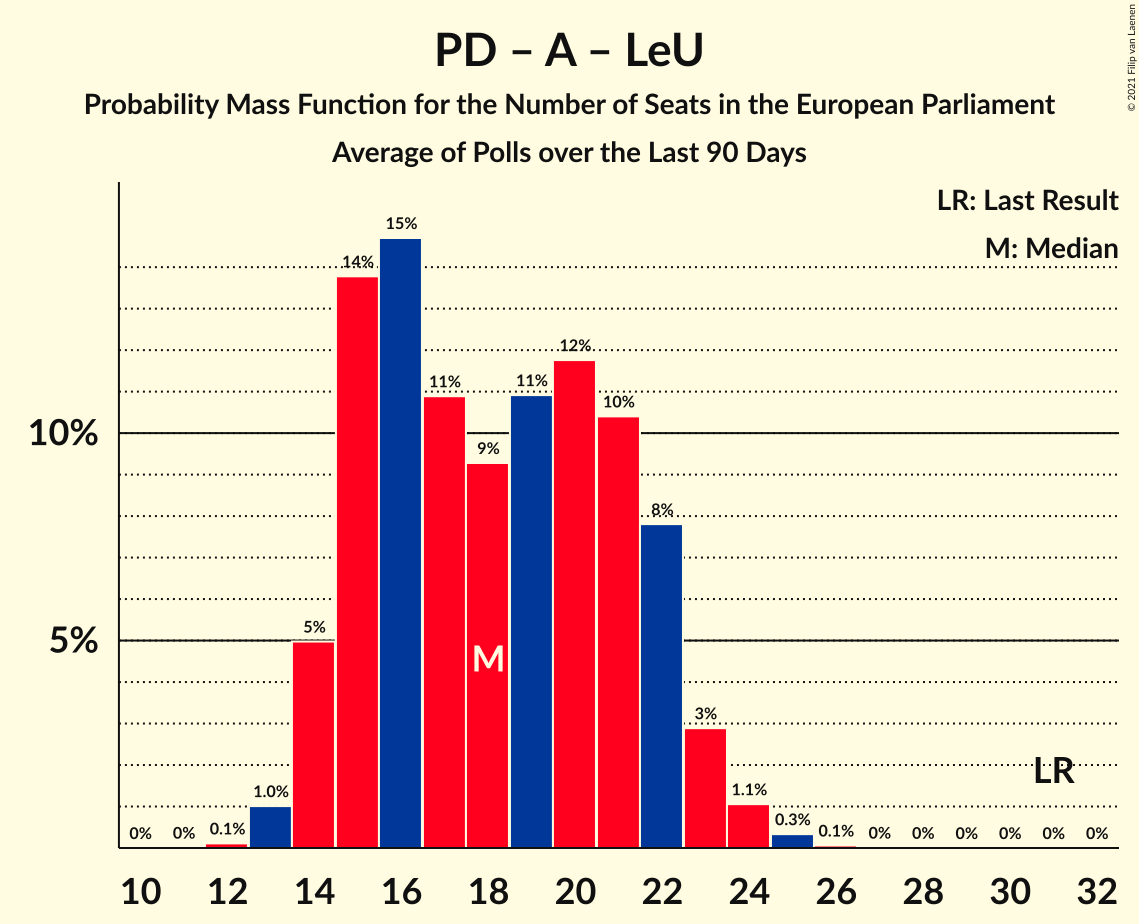 PD – A – LeU
Probability Mass Function for the Number of Seats in the European Parliament
Average of Polls over the Last 90 Days
© 2021 Filip van Laenen
LR: Last Result
M: Median
15%
14%
12%
11%
11%
10%
10%
9%
8%
5%
5%
M
3%
LR
1.0%
1.1%
0%
0%
0.1%
0.3%
0.1%
0%
0%
0%
0%
0%
0%
10 12 14 16 18 20 22 24 26 28 30 32